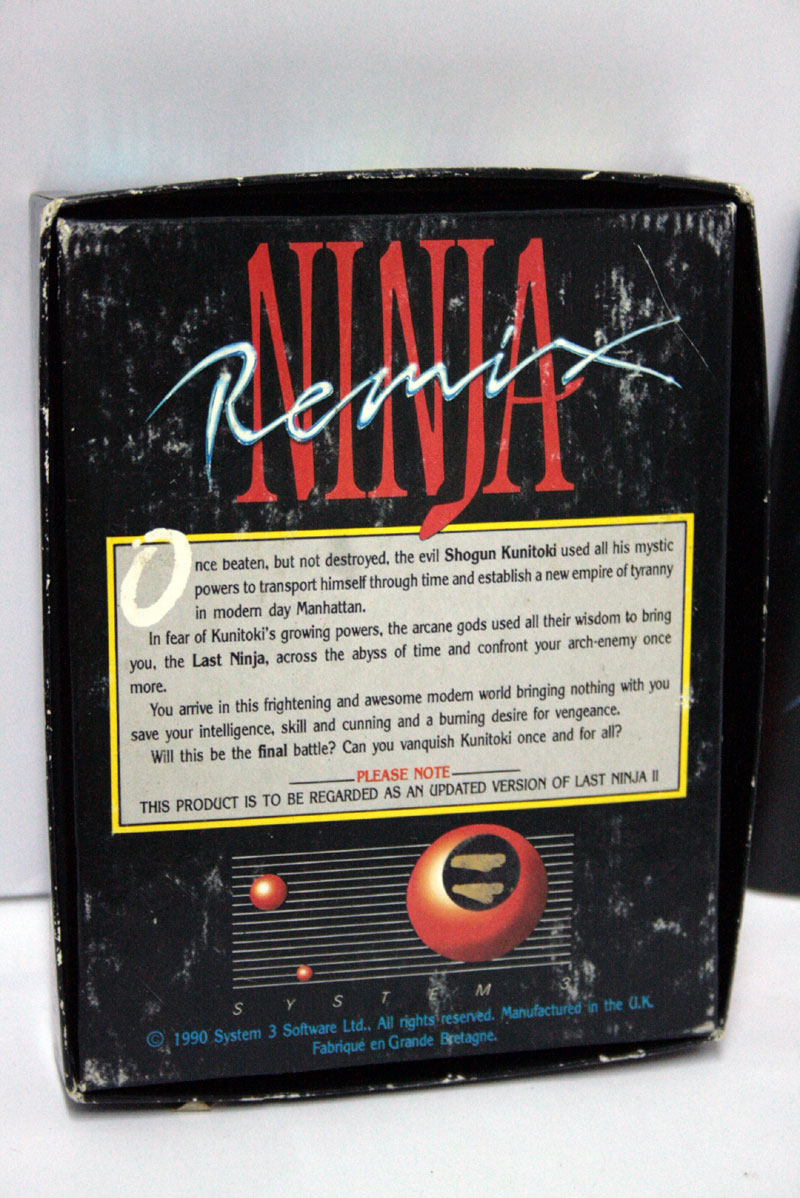 NINJA
Remix
Once beaten, but not destroyed, the evil Shogun Kunitoki used all his mystic
powers to transport himself through time and establish a new empire of tyranny
in modern day Manhattan.
In fear of Kunitoki's growing powers, the arcane gods used all their wisdom to bring
you, the Last Ninja, across the abyss of time and confront your arch-enemy once
more.
You arrive in this frightening and awesome modern world bringing nothing with you
save your intelligence, skill and cunning and a burning desire for vengeance.
Will this be the final battle? Can you vanquish Kunitoki once and for all?
PLEASE NOTE
THIS PRODUCT IS TO BE REGARDED AS AN UPDATED VERSION OF LAST NINJA II
SYSTEM 3
© 1990 System 3 Software Ltd., All rights reserved. Manufactured in the U.K.
Fabriqué en Grande Bretagne.